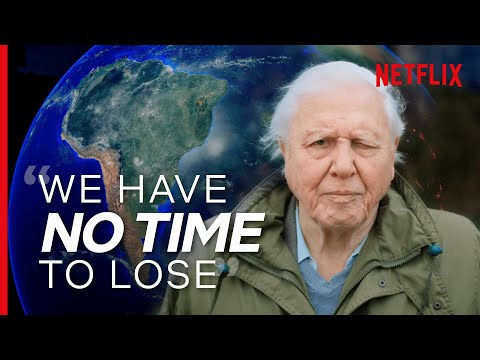 NETFLIX
“WE HAVE
NO TIME
TO LOSE